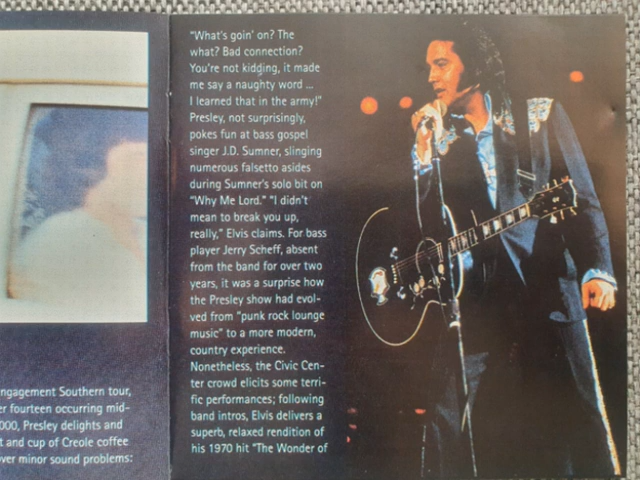 ngagement Southern tour,
er fourteen occurring mid-
000, Presley delights and
t and cup of Creole coffee
over minor sound problems:
"What's goin' on? The
what? Bad connection?
You're not kidding, it made
me say a naughty word ...
I learned that in the army!"
Presley, not surprisingly,
pokes fun at bass gospel
singer J.D. Sumner, slinging
numerous falsetto asides
during Sumner's solo bit on
"Why Me Lord." "I didn't
mean to break you up,
really," Elvis claims. For bass
player Jerry Scheff, absent
from the band for over two
years, it was a surprise how
the Presley show had evol-
ved from "punk rock lounge
music" to a more modern,
country experience.
Nonetheless, the Civic Cen-
ter crowd elicits some terri-
fic performances; following
band intros, Elvis delivers a
superb, relaxed rendition of
his 1970 hit "The Wonder of